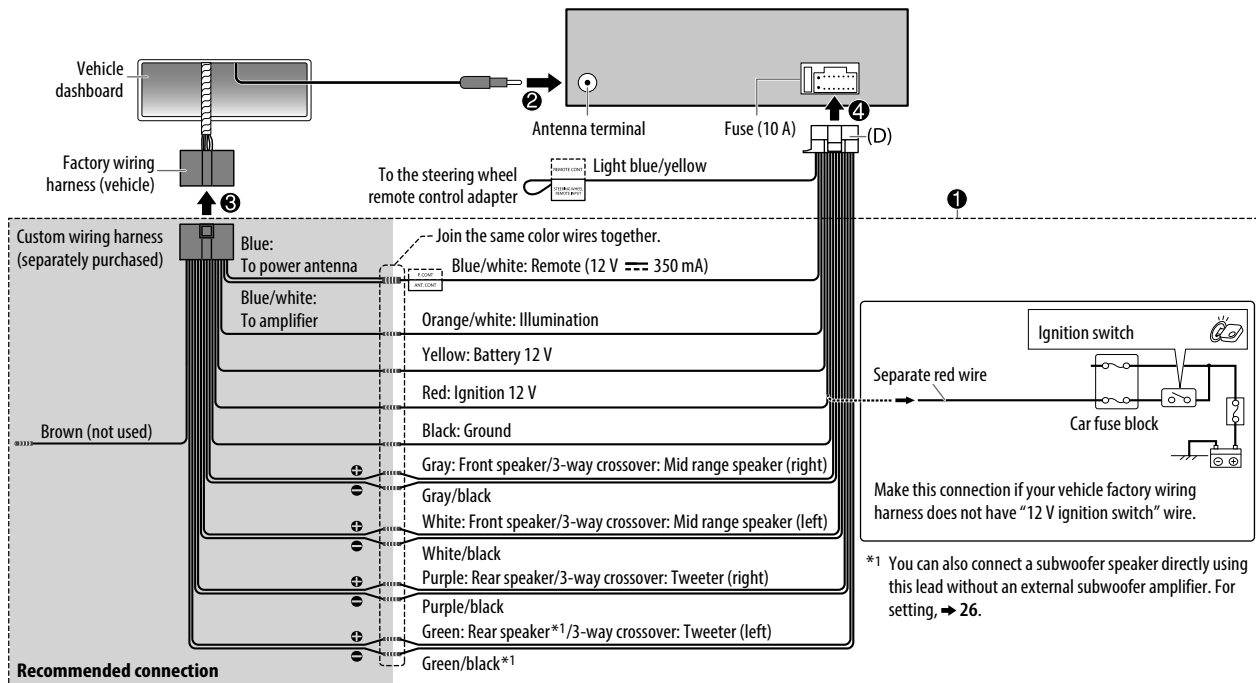 Vehicle
dashboard
❷
Antenna terminal
Fuse (10 A)
❹
(D)
Factory wiring
harness (vehicle)
To the steering wheel
remote control adapter
REMOTE CONT
STEERING WHEEL
REMOTE INPUT
Light blue/yellow
❸
❶
Custom wiring harness
(separately purchased)
Join the same color wires together.
Blue:
To power antenna
P. CONT
ANT. CONT
Blue/white: Remote (12 V ⎓ 350 mA)
Blue/white:
To amplifier
Orange/white: Illumination
Yellow: Battery 12 V
Red: Ignition 12 V
Brown (not used)
Black: Ground
⊕ Gray: Front speaker/3-way crossover: Mid range speaker (right)
⊖ Gray/black
⊕ White: Front speaker/3-way crossover: Mid range speaker (left)
⊖ White/black
⊕ Purple: Rear speaker/3-way crossover: Tweeter (right)
⊖ Purple/black
⊕ Green: Rear speaker*1/3-way crossover: Tweeter (left)
⊖ Green/black*1
Recommended connection
Ignition switch
Separate red wire
Car fuse block
⊖ ⊕
Make this connection if your vehicle factory wiring
harness does not have “12 V ignition switch” wire.
*1 You can also connect a subwoofer speaker directly using
this lead without an external subwoofer amplifier. For
setting, ➔ 26.